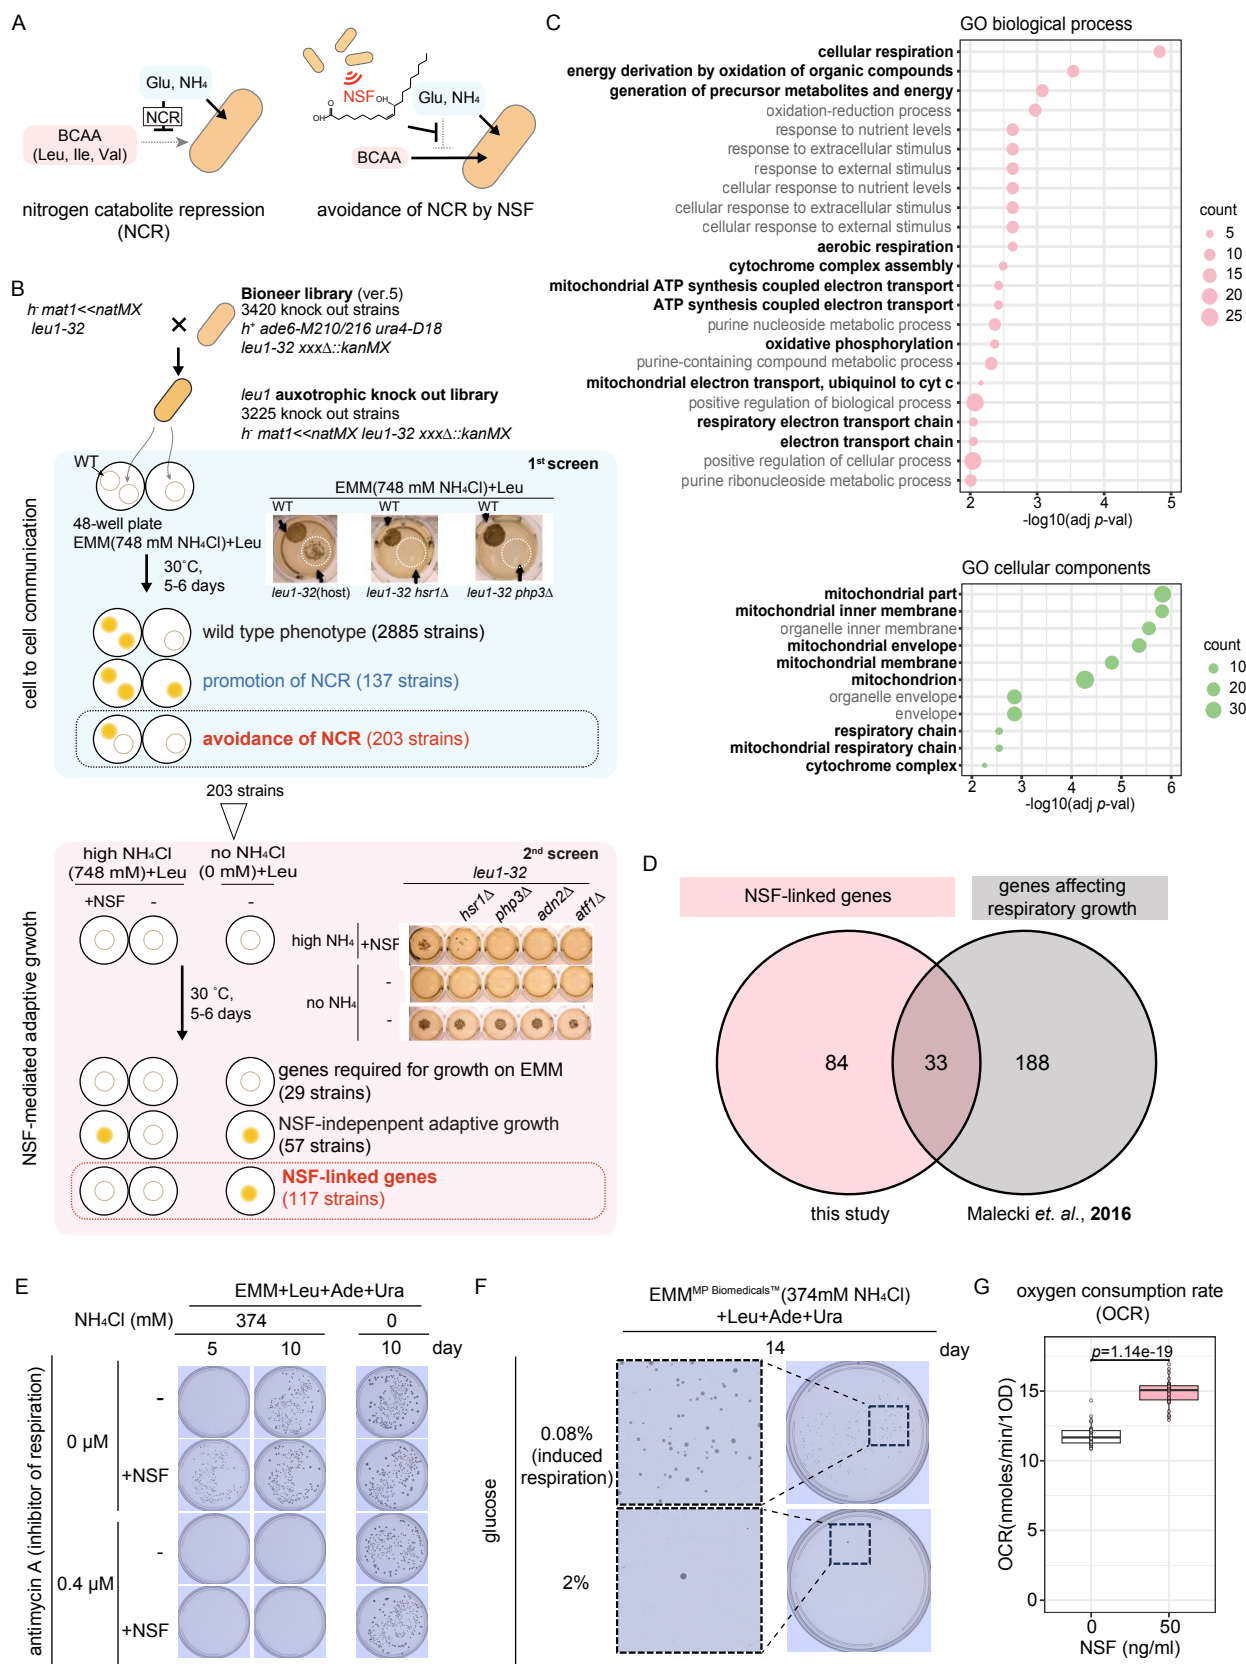 A
Glu, NH₄
NCR
BCAA
(Leu, Ile, Val)
nitrogen catabolite repression
(NCR)
NSF
OH
O
OH
Glu, NH₄
BCAA
avoidance of NCR by NSF
B
h⁻ mat1<<natMX
leu1-32
×
Bioneer library (ver.5)
3420 knock out strains
h⁺ ade6-M210/216 ura4-D18
leu1-32 xxxΔ::kanMX
leu1 auxotrophic knock out library
3225 knock out strains
h⁻ mat1<<natMX leu1-32 xxxΔ::kanMX
cell to cell communication
1st screen
WT
48-well plate
EMM(748 mM NH₄Cl)+Leu
30˚C,
5-6 days
EMM(748 mM NH₄Cl)+Leu
WT WT WT
leu1-32(host) leu1-32 hsr1Δ leu1-32 php3Δ
wild type phenotype (2885 strains)
promotion of NCR (137 strains)
avoidance of NCR (203 strains)
203 strains
NSF-mediated adaptive grwoth
2nd screen
high NH₄Cl
(748 mM)+Leu
no NH₄Cl
(0 mM)+Leu
+NSF - -
leu1-32
hsr1Δ php3Δ adn2Δ atf1Δ
high NH₄ +NSF
-
no NH₄
-
30 ˚C,
5-6 days
genes required for growth on EMM
(29 strains)
NSF-indepenpent adaptive growth
(57 strains)
NSF-linked genes
(117 strains)
C
GO biological process
cellular respiration
energy derivation by oxidation of organic compounds
generation of precursor metabolites and energy
oxidation-reduction process
response to nutrient levels
response to extracellular stimulus
response to external stimulus
cellular response to nutrient levels
cellular response to extracellular stimulus
cellular response to external stimulus
aerobic respiration
cytochrome complex assembly
mitochondrial ATP synthesis coupled electron transport
ATP synthesis coupled electron transport
purine nucleoside metabolic process
oxidative phosphorylation
purine-containing compound metabolic process
mitochondrial electron transport, ubiquinol to cyt c
positive regulation of biological process
respiratory electron transport chain
electron transport chain
positive regulation of cellular process
purine ribonucleoside metabolic process
2 3 4 5
-log10(adj p-val)
count
5
10
15
20
25
GO cellular components
mitochondrial part
mitochondrial inner membrane
organelle inner membrane
mitochondrial envelope
mitochondrial membrane
mitochondrion
organelle envelope
envelope
respiratory chain
mitochondrial respiratory chain
cytochrome complex
2 3 4 5 6
-log10(adj p-val)
count
10
20
30
D
NSF-linked genes
genes affecting
respiratory growth
84 33 188
this study
Malecki et. al., 2016
E
EMM+Leu+Ade+Ura
NH₄Cl (mM) 374 0
5 10 10 day
antimycin A (inhibitor of respiration)
0 µM
-
+NSF
0.4 µM
-
+NSF
F
EMM MP Biomedicals™ (374mM NH₄Cl)
+Leu+Ade+Ura
14 day
glucose
0.08%
(induced
respiration)
2%
G
oxygen consumption rate
(OCR)
p=1.14e-19
OCR(nmoles/min/1OD)
15
10
5
0
0 50
NSF (ng/ml)